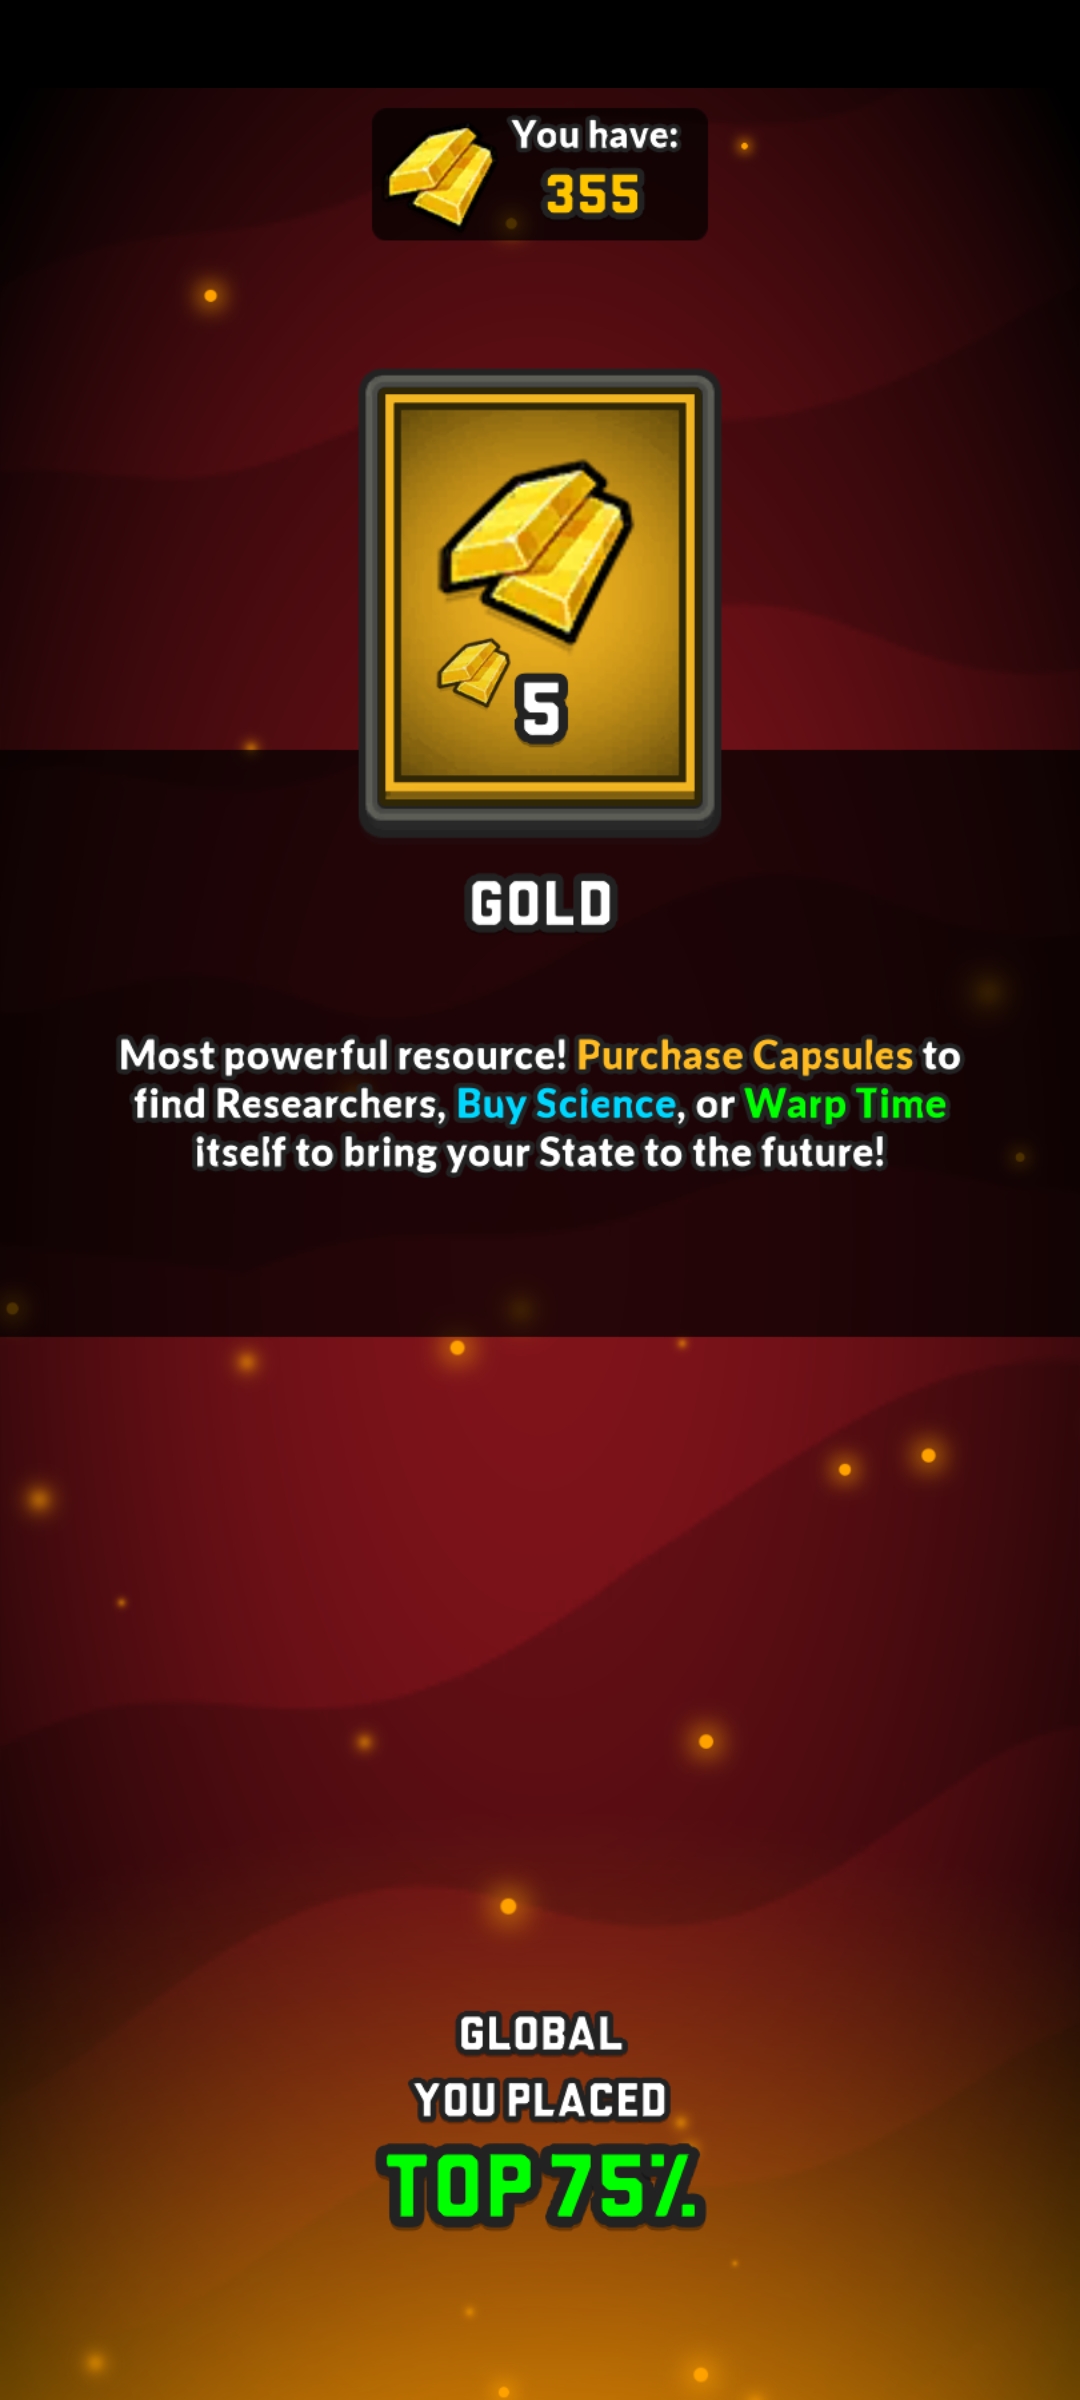 You have:
355
5
GOLD
Most powerful resource! Purchase Capsules to
find Researchers, Buy Science, or Warp Time
itself to bring your State to the future!
GLOBAL
YOU PLACED
TOP 75%